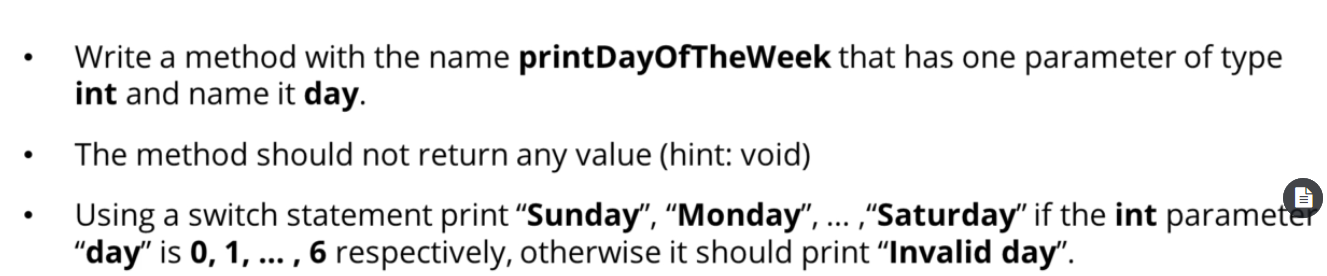 • Write a method with the name printDayOfTheWeek that has one parameter of type
int and name it day.
• The method should not return any value (hint: void)
• Using a switch statement print “Sunday”, “Monday”, ... ,“Saturday” if the int parameter
“day” is 0, 1, ... , 6 respectively, otherwise it should print “Invalid day”.